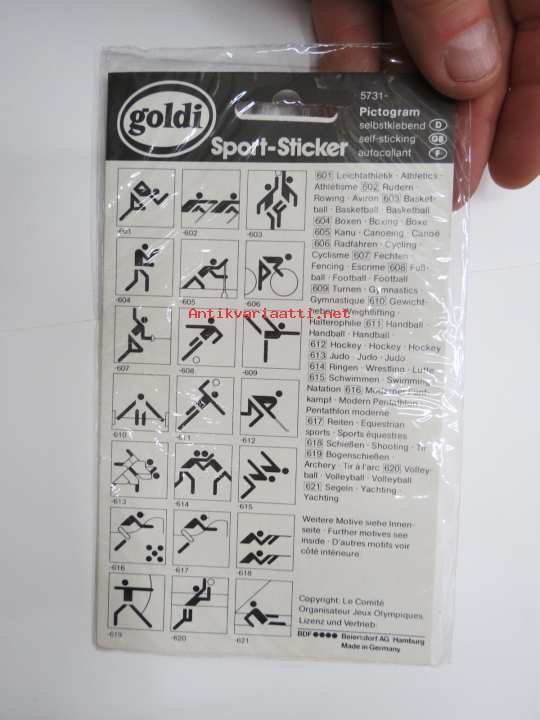 goldi
Sport-Sticker
5731-
Pictogram
selbstklebend D
self-sticking GB
autocollant F
601 Leichtathletik · Athletics ·
Athlétisme 602 Rudern ·
Rowing · Aviron 603 Basket-
ball · Basketball · Basketball
604 Boxen · Boxing · Boxe
605 Kanu · Canoeing · Canoë
606 Radfahren · Cycling ·
Cyclisme 607 Fechten ·
Fencing · Escrime 608 Fuß-
ball · Football · Football
609 Turnen · Gymnastics ·
Gymnastique 610 Gewicht-
heben · Weightlifting ·
Haltérophilie 611 Handball ·
Handball · Handball
612 Hockey · Hockey · Hockey
613 Judo · Judo · Judo
614 Ringen · Wrestling · Lutte
615 Schwimmen · Swimming ·
Natation 616 Moderner Fünf-
kampf · Modern Pentathlon ·
Pentathlon moderne
617 Reiten · Equestrian
sports · Sports équestres
618 Schießen · Shooting · Tir
619 Bogenschießen ·
Archery · Tir à l'arc 620 Volley-
ball · Volleyball · Volleyball
621 Segeln · Yachting ·
Yachting
Weitere Motive siehe Innen-
seite · Further motives see
inside · D'autres motifs voir
côté intérieure.
Copyright: Le Comité
Organisateur Jeux Olympiques.
Lizenz und Vertrieb:
BDF Beiersdorf AG Hamburg
Made in Germany
-601 -602 -603
-604 -605 -606
-607 -608 -609
-610 -611 -612
-613 -614 -615
-616 -617 -618
-619 -620 -621
Antikvariaatti.net